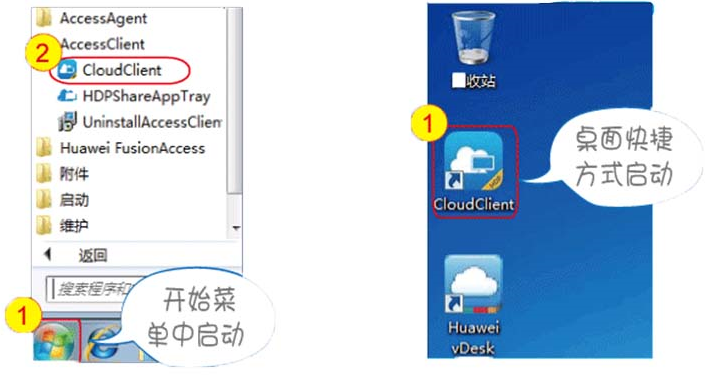 AccessAgent
AccessClient
2
CloudClient
HDPShareAppTray
UninstallAccessClien
Huawei FusionAccess
附件
启动
维护
返回
搜索程序和
1
开始菜
单中启动
收站
1
桌面快捷
方式启动
CloudClient
Huawei
vDesk